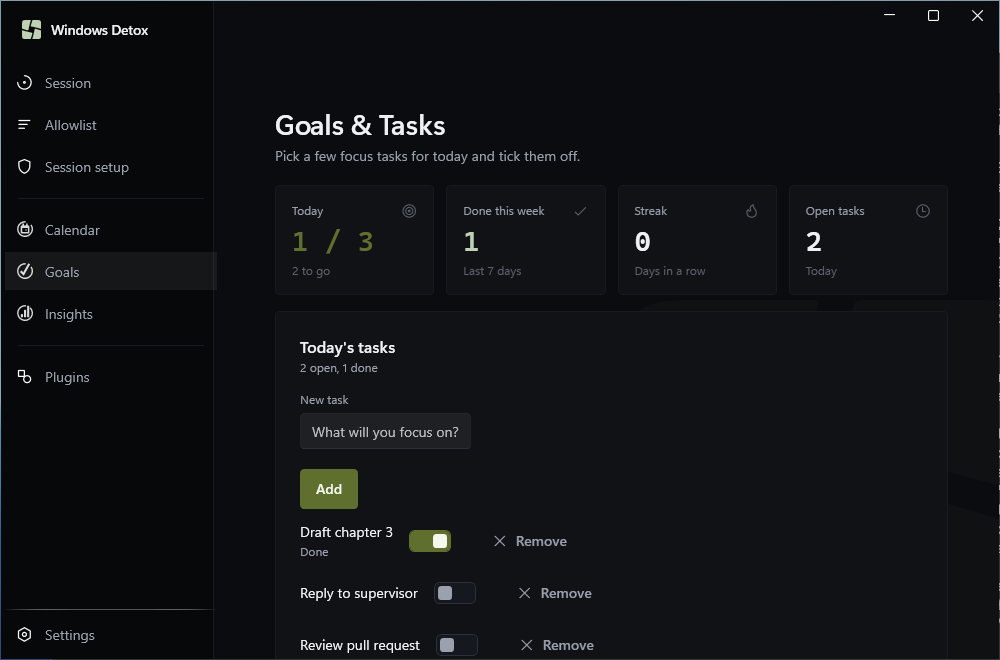 Windows Detox
Session
Allowlist
Session setup
Calendar
Goals
Insights
Plugins
Settings
Goals & Tasks
Pick a few focus tasks for today and tick them off.
Today
1 / 3
2 to go
Done this week
1
Last 7 days
Streak
0
Days in a row
Open tasks
2
Today
Today's tasks
2 open, 1 done
New task
What will you focus on?
Add
Draft chapter 3
Done
Remove
Reply to supervisor
Remove
Review pull request
Remove